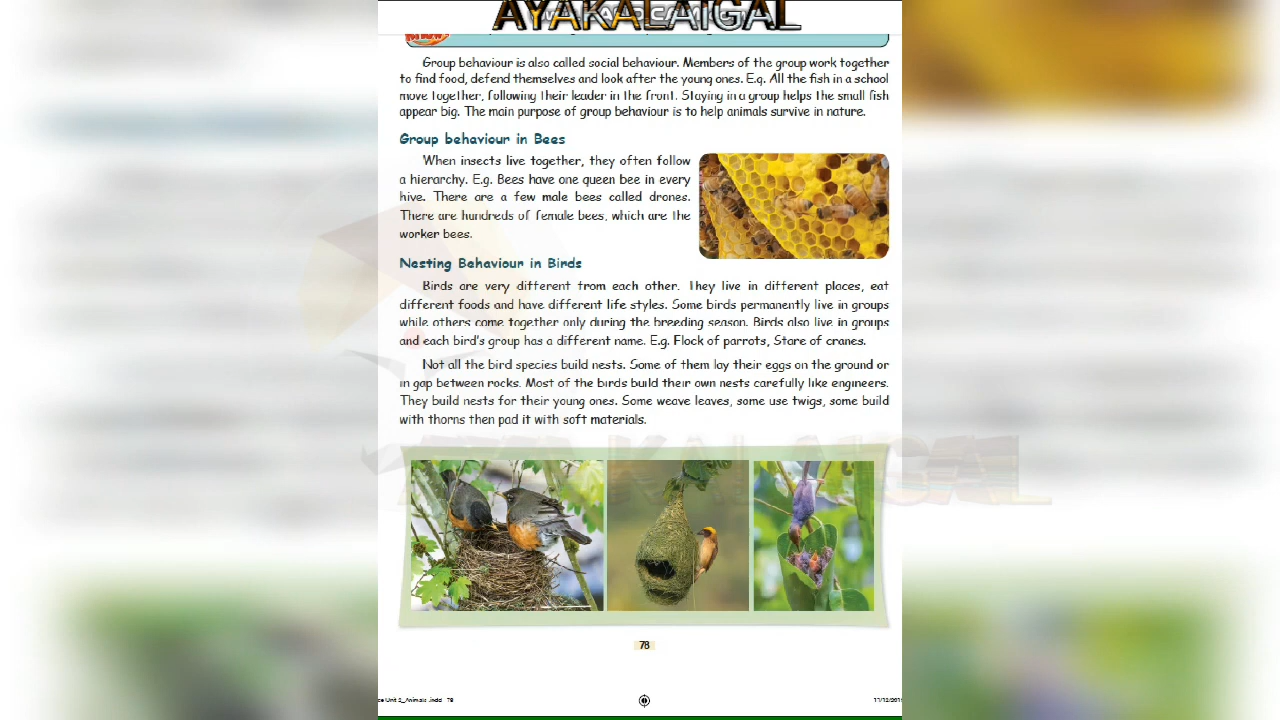 AYAKALAIGAL
Group behaviour is also called social behaviour. Members of the group work together
to find food, defend themselves and look after the young ones. E.g. All the fish in a school
move together, following their leader in the front. Staying in a group helps the small fish
appear big. The main purpose of group behaviour is to help animals survive in nature.
Group behaviour in Bees
When insects live together, they often follow
a hierarchy. E.g. Bees have one queen bee in every
hive. There are a few male bees called drones.
There are hundreds of female bees, which are the
worker bees.
Nesting Behaviour in Birds
Birds are very different from each other. They live in different places, eat
different foods and have different life styles. Some birds permanently live in groups
while others come together only during the breeding season. Birds also live in groups
and each bird's group has a different name. E.g. Flock of parrots, Stare of cranes.
Not all the bird species build nests. Some of them lay their eggs on the ground or
in gap between rocks. Most of the birds build their own nests carefully like engineers.
They build nests for their young ones. Some weave leaves, some use twigs, some build
with thorns then pad it with soft materials.
AYAKALAIGAL
78
ce Unit 2_Animals .indd 78